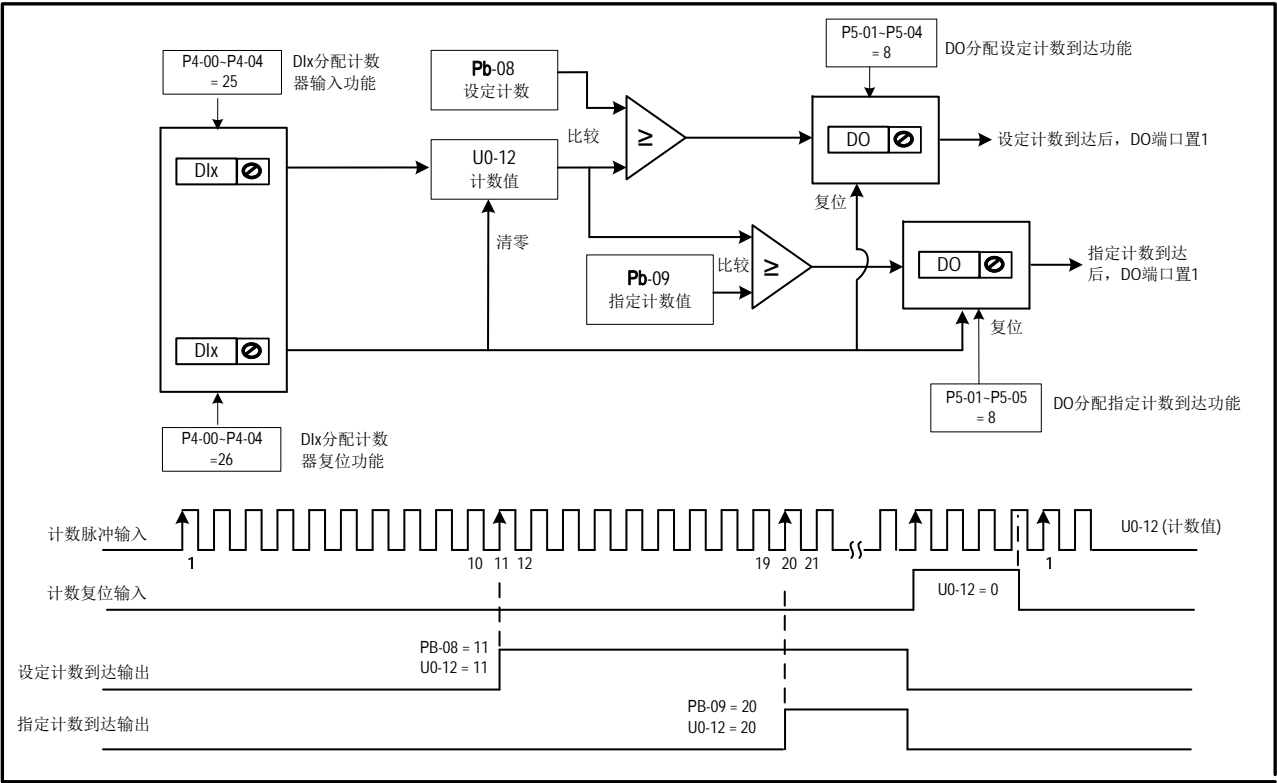 P4-00~P4-04
= 25
DIx分配计数
器输入功能
Pb-08
设定计数
P5-01~P5-04
= 8
DO分配设定计数到达功能
DIx
U0-12
计数值
比较
≥
DO
设定计数到达后，DO端口置1
复位
清零
Pb-09
指定计数值
比较
≥
DO
指定计数到达
后，DO端口置1
复位
DIx
P4-00~P4-04
=26
DIx分配计数
器复位功能
P5-01~P5-05
= 8
DO分配指定计数到达功能
计数脉冲输入
U0-12 (计数值)
1
10
11
12
19
20
21
1
计数复位输入
U0-12 = 0
设定计数到达输出
PB-08 = 11
U0-12 = 11
指定计数到达输出
PB-09 = 20
U0-12 = 20